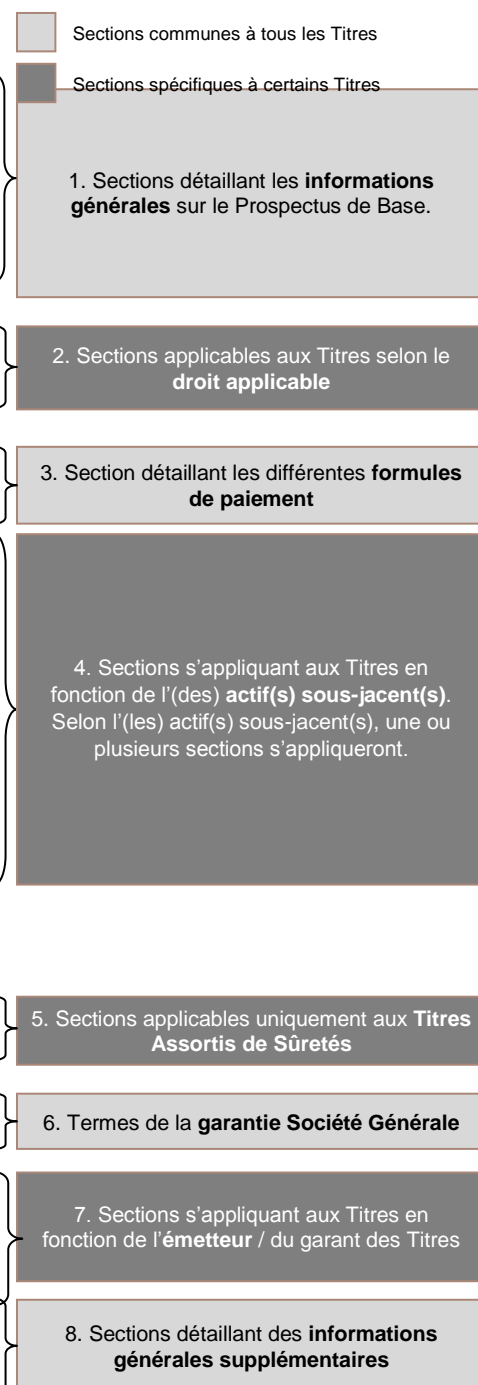 Sections communes à tous les Titres
Sections spécifiques à certains Titres
1. Sections détaillant les informations
générales sur le Prospectus de Base.
2. Sections applicables aux Titres selon le
droit applicable
3. Section détaillant les différentes formules
de paiement
4. Sections s'appliquant aux Titres en
fonction de l'(des) actif(s) sous-jacent(s).
Selon l'(les) actif(s) sous-jacent(s), une ou
plusieurs sections s'appliqueront.
5. Sections applicables uniquement aux Titres
Assortis de Sûretés
6. Termes de la garantie Société Générale
7. Sections s'appliquant aux Titres en
fonction de l'émetteur / du garant des Titres
8. Sections détaillant des informations
générales supplémentaires